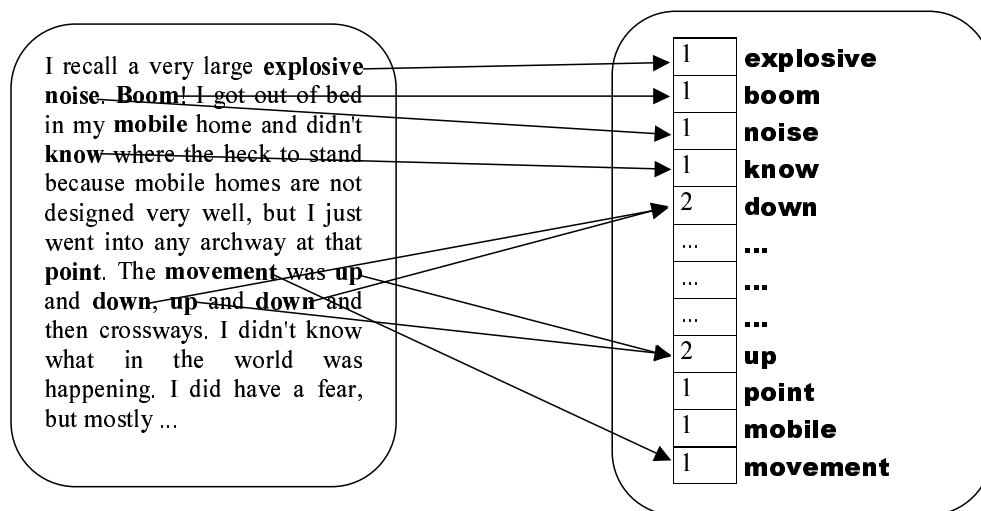 I recall a very large explosive
noise. Boom! I got out of bed
in my mobile home and didn't
know where the heck to stand
because mobile homes are not
designed very well, but I just
went into any archway at that
point. The movement was up
and down, up and down and
then crossways. I didn't know
what in the world was
happening. I did have a fear,
but mostly ...
1 explosive
1 boom
1 noise
1 know
2 down
... ...
... ...
... ...
2 up
1 point
1 mobile
1 movement